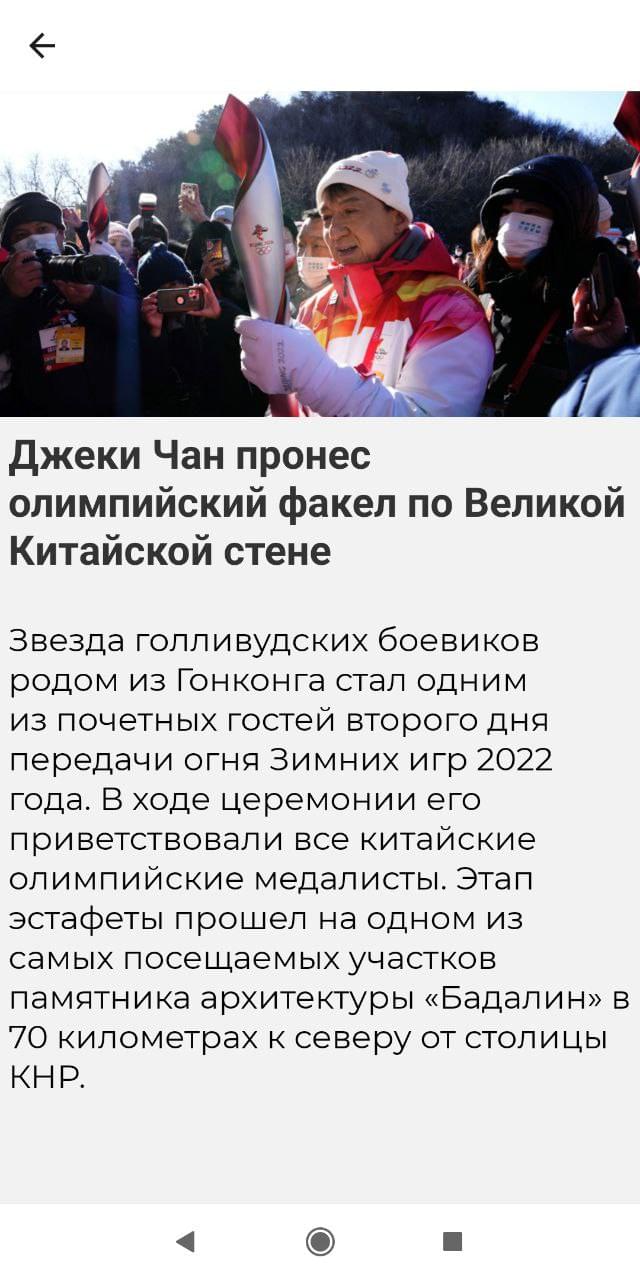 Джеки Чан пронес
олимпийский факел по Великой
Китайской стене
Звезда голливудских боевиков
родом из Гонконга стал одним
из почетных гостей второго дня
передачи огня Зимних игр 2022
года. В ходе церемонии его
приветствовали все китайские
олимпийские медалисты. Этап
эстафеты прошел на одном из
самых посещаемых участков
памятника архитектуры «Бадалин» в
70 километрах к северу от столицы
КНР.